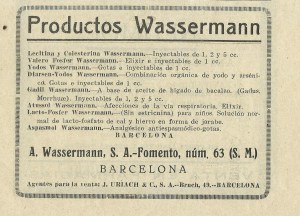 Productos Wassermann
Lecitina y Colesterina Wassermann.—Inyectables de 1, 2 y 5 cc.
Valero Fosfer Wassermann.—Elixir e inyectables de 1 cc.
Yodos Wassermann.—Gotas e inyectables de 1 cc.
Diarsen-Yodos Wassermann.—Combinación orgánica de yodo y arsénico. Gotas e inyectables de 1 cc.
Gadil Wassermann.—A base de aceite de hígado de bacalao. (Gadus. Morrhuae). Inyectables de 1, 2 y 5 cc.
Atussol Wassermann.—Afecciones de la vía respiratoria. Elixir.
Lacto-Fosfer Wassermann.—(Sin estricnina) para niños Solución normal de lacto-fosfato de cal y hierro en forma de jarabe.
Aspasmol Wassermann.—Analgésico antiespasmódico-gotas.
BARCELONA
A. Wassermann, S. A.-Fomento, núm, 63 (S. M.)
BARCELONA
Agentes para la venta: J. URIACH & C., S. A.-Bruch, 49.-BARCELONA